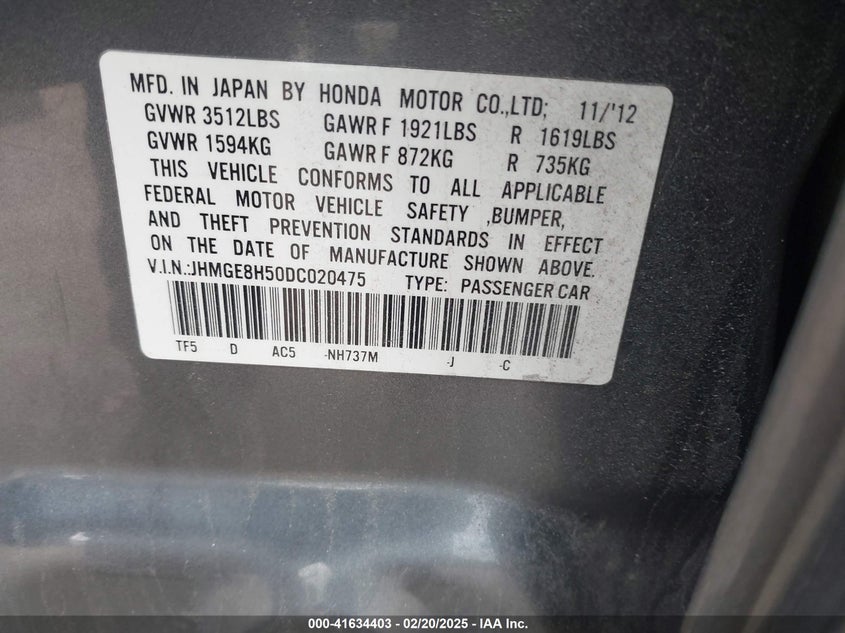 MFD. IN JAPAN BY HONDA MOTOR CO.,LTD; 11/'12
GVWR 3512LBS GAWR F 1921LBS R 1619LBS
GVWR 1594KG GAWR F 872KG R 735KG
THIS VEHICLE CONFORMS TO ALL APPLICABLE
FEDERAL MOTOR VEHICLE SAFETY ,BUMPER,
AND THEFT PREVENTION STANDARDS IN EFFECT
ON THE DATE OF MANUFACTURE SHOWN ABOVE.
V.I.N.:JHMGE8H50DC020475 TYPE: PASSENGER CAR
TF5 D AC5 -NH737M -J -C
000-41634403 - 02/20/2025 - IAA Inc.